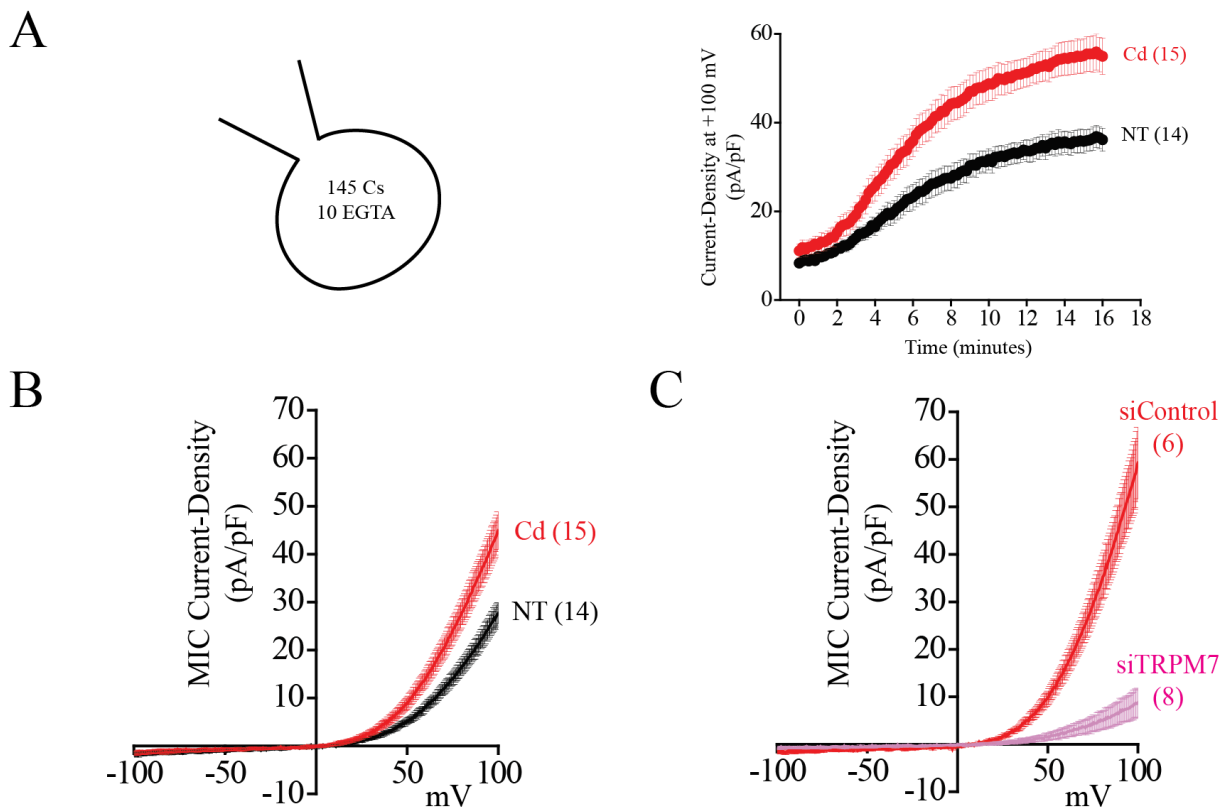 A
145 Cs
10 EGTA
Current-Density at +100 mV
(pA/pF)
60
40
20
0
0 2 4 6 8 10 12 14 16 18
Time (minutes)
Cd (15)
NT (14)
B
MIC Current-Density
(pA/pF)
70
60
50
40
30
20
10
-10
-100 -50 50 100
mV
Cd (15)
NT (14)
C
MIC Current-Density
(pA/pF)
70
60
50
40
30
20
10
-10
-100 -50 50 100
mV
siControl
(6)
siTRPM7
(8)